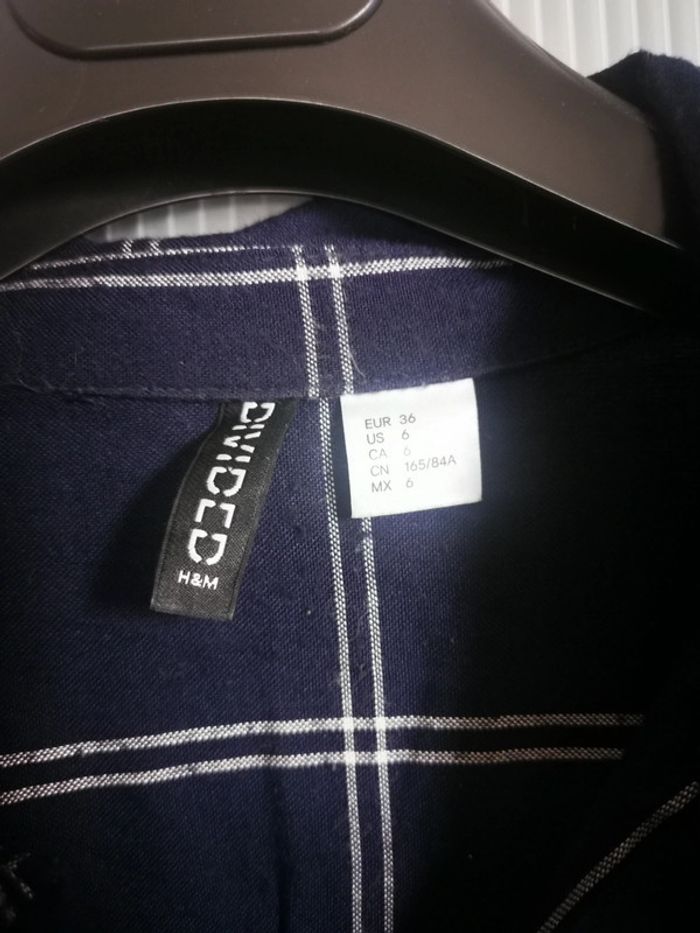 DIVIDED
H&M
EUR 36
US 6
CA 6
CN 165/84A
MX 6